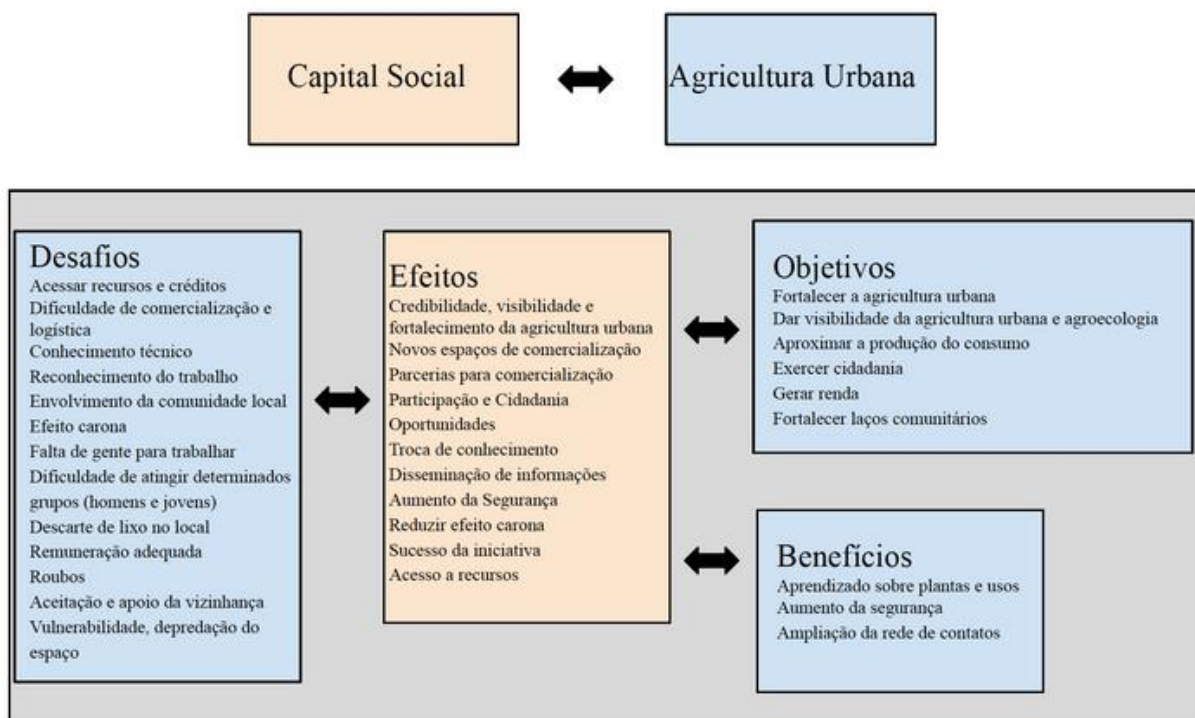 Capital Social
Agricultura Urbana
Desafios
Acessar recursos e créditos
Dificuldade de comercialização e
logística
Conhecimento técnico
Reconhecimento do trabalho
Envolvimento da comunidade local
Efeito carona
Falta de gente para trabalhar
Dificuldade de atingir determinados
grupos (homens e jovens)
Descarte de lixo no local
Remuneração adequada
Roubos
Aceitação e apoio da vizinhança
Vulnerabilidade, depredação do
espaço
Efeitos
Credibilidade, visibilidade e
fortalecimento da agricultura urbana
Novos espaços de comercialização
Parcerias para comercialização
Participação e Cidadania
Oportunidades
Troca de conhecimento
Disseminação de informações
Aumento da Segurança
Reduzir efeito carona
Sucesso da iniciativa
Acesso a recursos
Objetivos
Fortalecer a agricultura urbana
Dar visibilidade da agricultura urbana e agroecologia
Aproximar a produção do consumo
Exercer cidadania
Gerar renda
Fortalecer laços comunitários
Benefícios
Aprendizado sobre plantas e usos
Aumento da segurança
Ampliação da rede de contatos